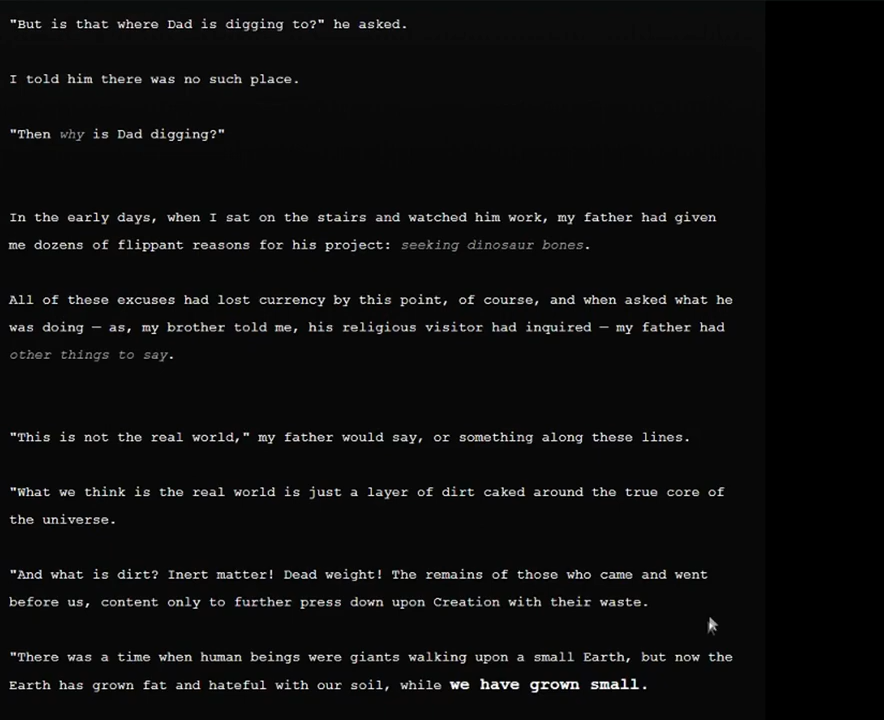 "But is that where Dad is digging to?" he asked.
I told him there was no such place.
"Then why is Dad digging?"
In the early days, when I sat on the stairs and watched him work, my father had given
me dozens of flippant reasons for his project: seeking dinosaur bones.
All of these excuses had lost currency by this point, of course, and when asked what he
was doing — as, my brother told me, his religious visitor had inquired — my father had
other things to say.
"This is not the real world," my father would say, or something along these lines.
"What we think is the real world is just a layer of dirt caked around the true core of
the universe.
"And what is dirt? Inert matter! Dead weight! The remains of those who came and went
before us, content only to further press down upon Creation with their waste.
"There was a time when human beings were giants walking upon a small Earth, but now the
Earth has grown fat and hateful with our soil, while we have grown small.